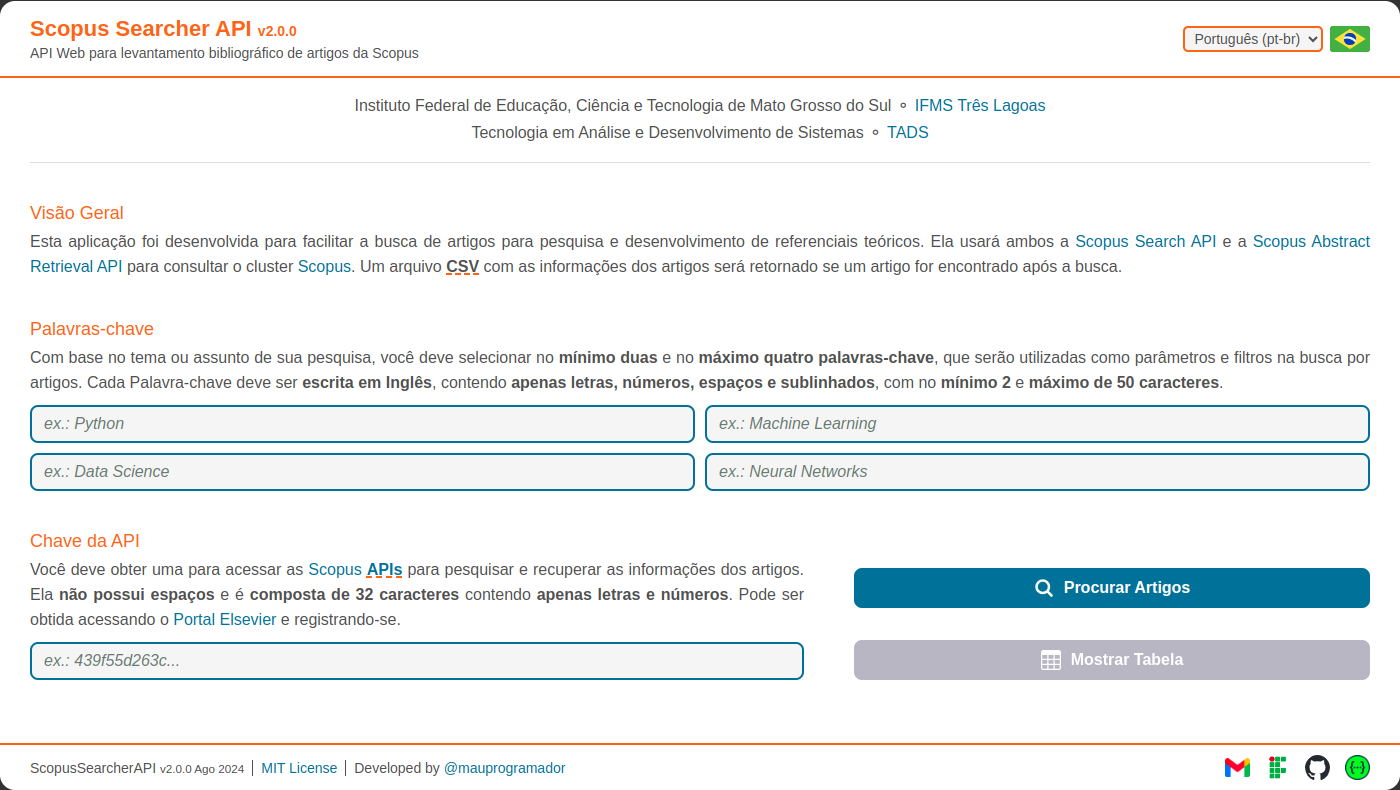 Scopus Searcher API v2.0.0
API Web para levantamento bibliográfico de artigos da Scopus
Português (pt-br)
Instituto Federal de Educação, Ciência e Tecnologia de Mato Grosso do Sul ⚬ IFMS Três Lagoas
Tecnologia em Análise e Desenvolvimento de Sistemas ⚬ TADS
Visão Geral
Esta aplicação foi desenvolvida para facilitar a busca de artigos para pesquisa e desenvolvimento de referenciais teóricos. Ela usará ambos a Scopus Search API e a Scopus Abstract
Retrieval API para consultar o cluster Scopus. Um arquivo CSV com as informações dos artigos será retornado se um artigo for encontrado após a busca.
Palavras-chave
Com base no tema ou assunto de sua pesquisa, você deve selecionar no mínimo duas e no máximo quatro palavras-chave, que serão utilizadas como parâmetros e filtros na busca por
artigos. Cada Palavra-chave deve ser escrita em Inglês, contendo apenas letras, números, espaços e sublinhados, com no mínimo 2 e máximo de 50 caracteres.
ex.: Python
ex.: Machine Learning
ex.: Data Science
ex.: Neural Networks
Chave da API
Você deve obter uma para acessar as Scopus APIs para pesquisar e recuperar as informações dos artigos.
Ela não possui espaços e é composta de 32 caracteres contendo apenas letras e números. Pode ser
obtida acessando o Portal Elsevier e registrando-se.
ex.: 439f55d263c...
Procurar Artigos
Mostrar Tabela
ScopusSearcherAPI v2.0.0 Ago 2024 | MIT License | Developed by @mauprogramador